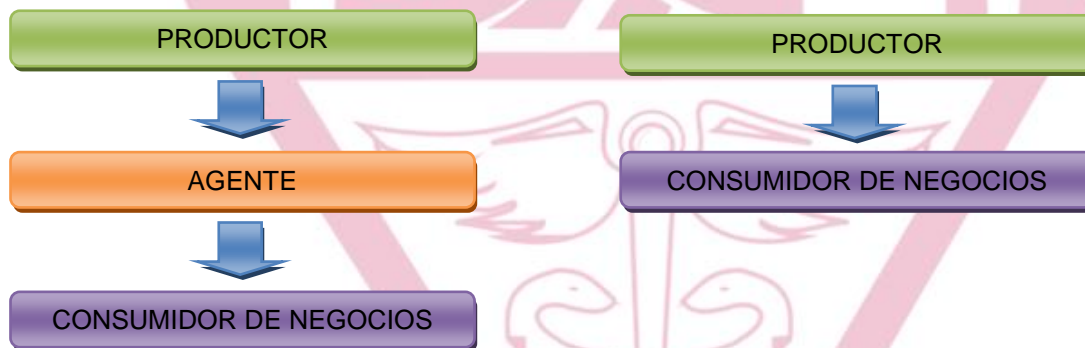 PRODUCTOR
AGENTE
CONSUMIDOR DE NEGOCIOS
PRODUCTOR
CONSUMIDOR DE NEGOCIOS